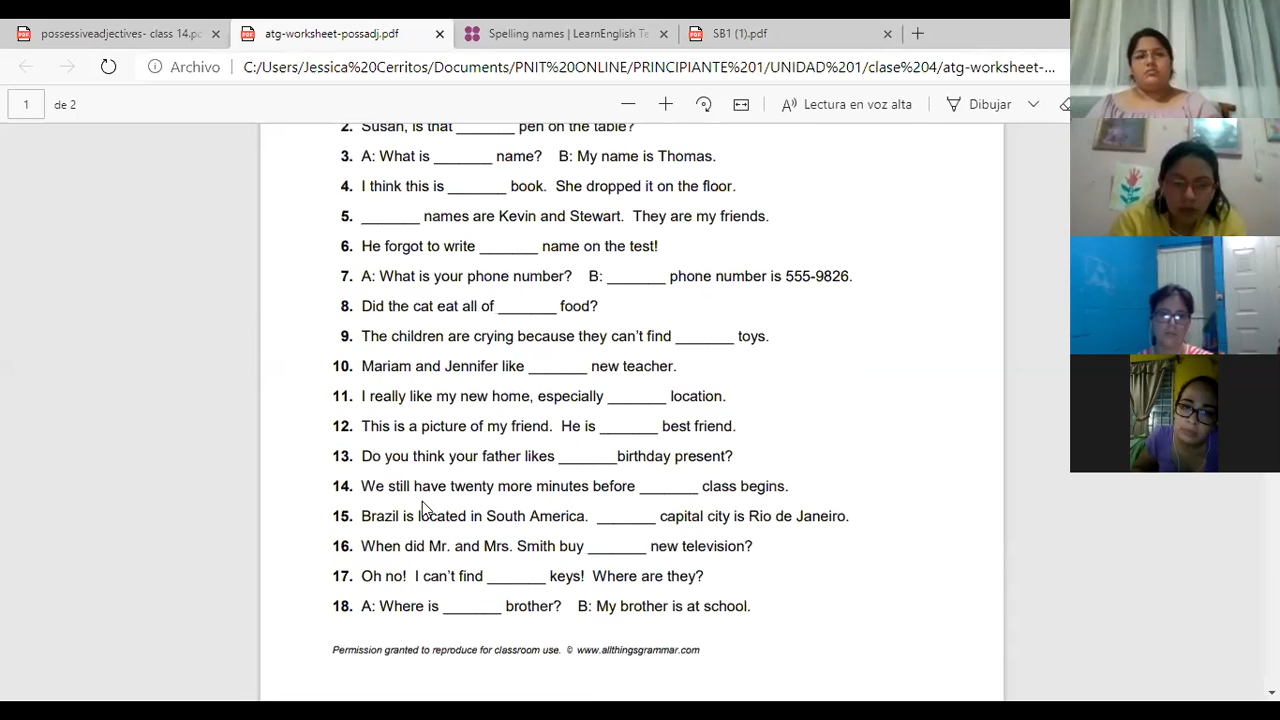 possessiveadjectives- class 14.pc
atg-worksheet-possadj.pdf
Spelling names | LearnEnglish Te
SB1 (1).pdf
Archivo
C:/Users/Jessica%20Cerritos/Documents/PNIT%20ONLINE/PRINCIPIANTE%201/UNIDAD%201/clase%204/atg-worksheet-...
1 de 2
Lectura en voz alta
Dibujar
2. Susan, is that _______ pen on the table?
3. A: What is _______ name? B: My name is Thomas.
4. I think this is _______ book. She dropped it on the floor.
5. _______ names are Kevin and Stewart. They are my friends.
6. He forgot to write _______ name on the test!
7. A: What is your phone number? B: _______ phone number is 555-9826.
8. Did the cat eat all of _______ food?
9. The children are crying because they can't find _______ toys.
10. Mariam and Jennifer like _______ new teacher.
11. I really like my new home, especially _______ location.
12. This is a picture of my friend. He is _______ best friend.
13. Do you think your father likes _______birthday present?
14. We still have twenty more minutes before _______ class begins.
15. Brazil is located in South America. _______ capital city is Rio de Janeiro.
16. When did Mr. and Mrs. Smith buy _______ new television?
17. Oh no! I can't find _______ keys! Where are they?
18. A: Where is _______ brother? B: My brother is at school.
Permission granted to reproduce for classroom use. © www.allthingsgrammar.com